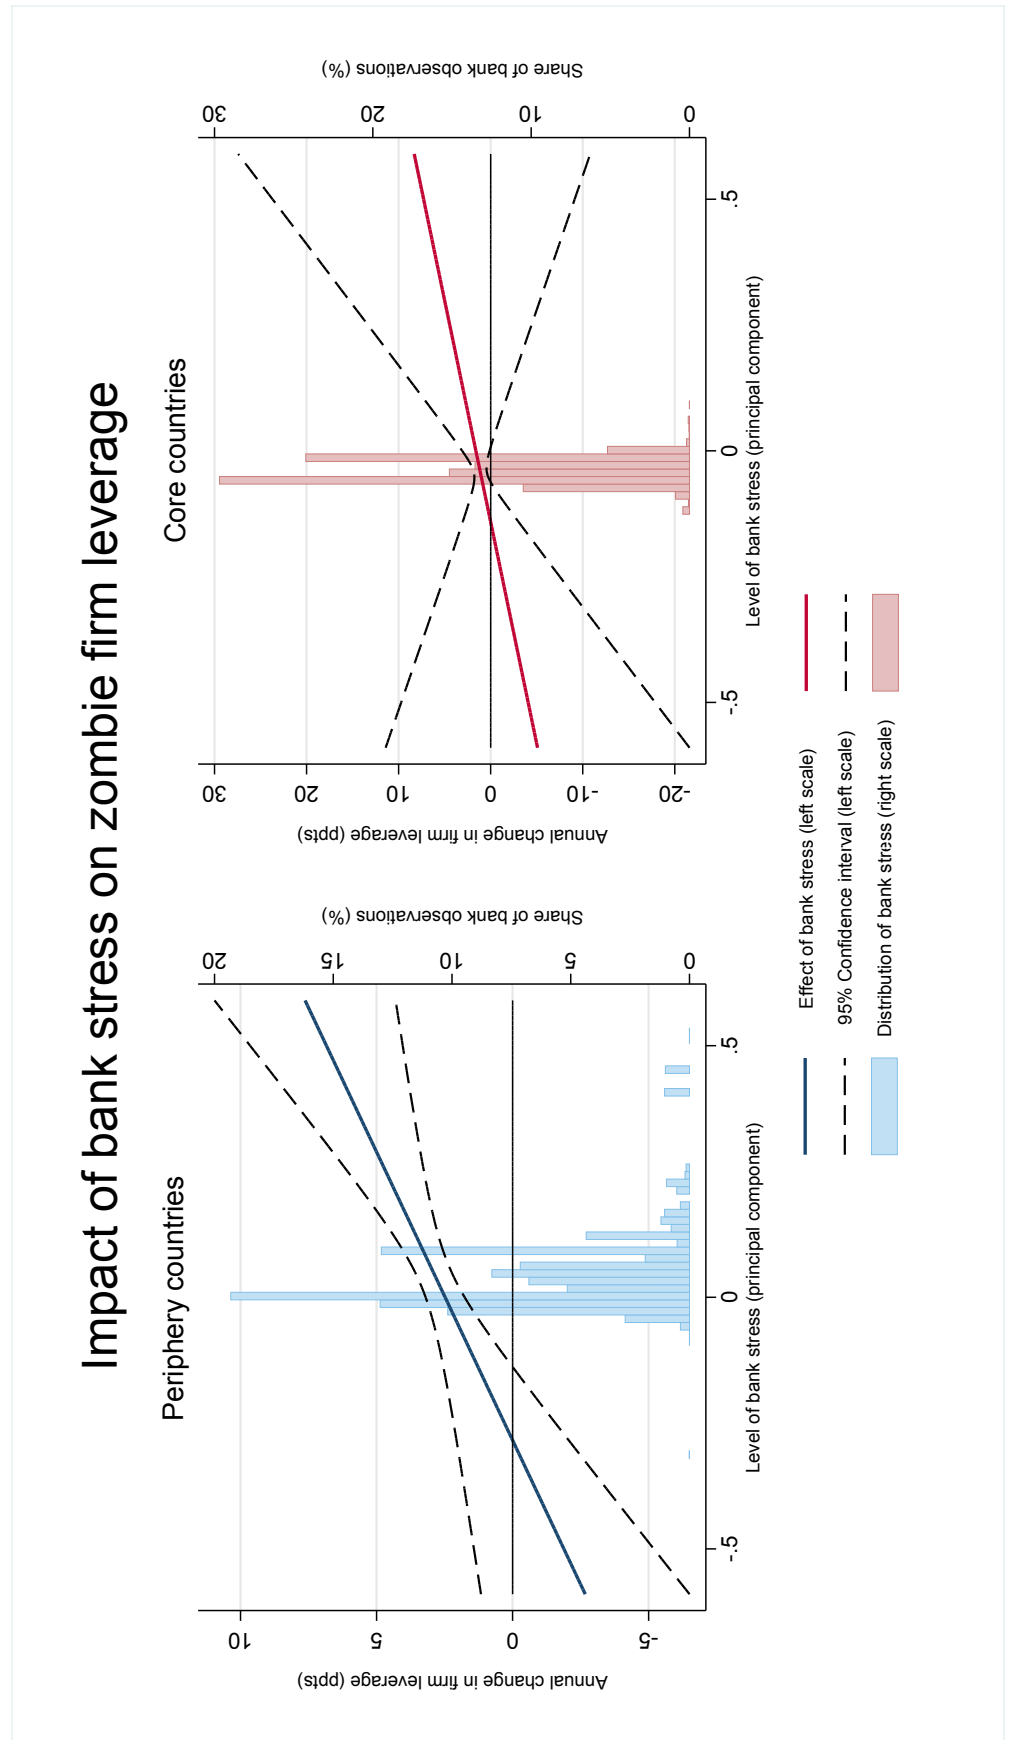 Impact of bank stress on zombie firm leverage
Periphery countries
Annual change in firm leverage (ppts)
-5
0
5
10
Share of bank observations (%)
0
5
10
15
20
-.5
0
.5
Level of bank stress (principal component)
Core countries
Annual change in firm leverage (ppts)
-20
-10
0
10
20
30
Share of bank observations (%)
0
10
20
30
-.5
0
.5
Level of bank stress (principal component)
Effect of bank stress (left scale)
95% Confidence interval (left scale)
Distribution of bank stress (right scale)